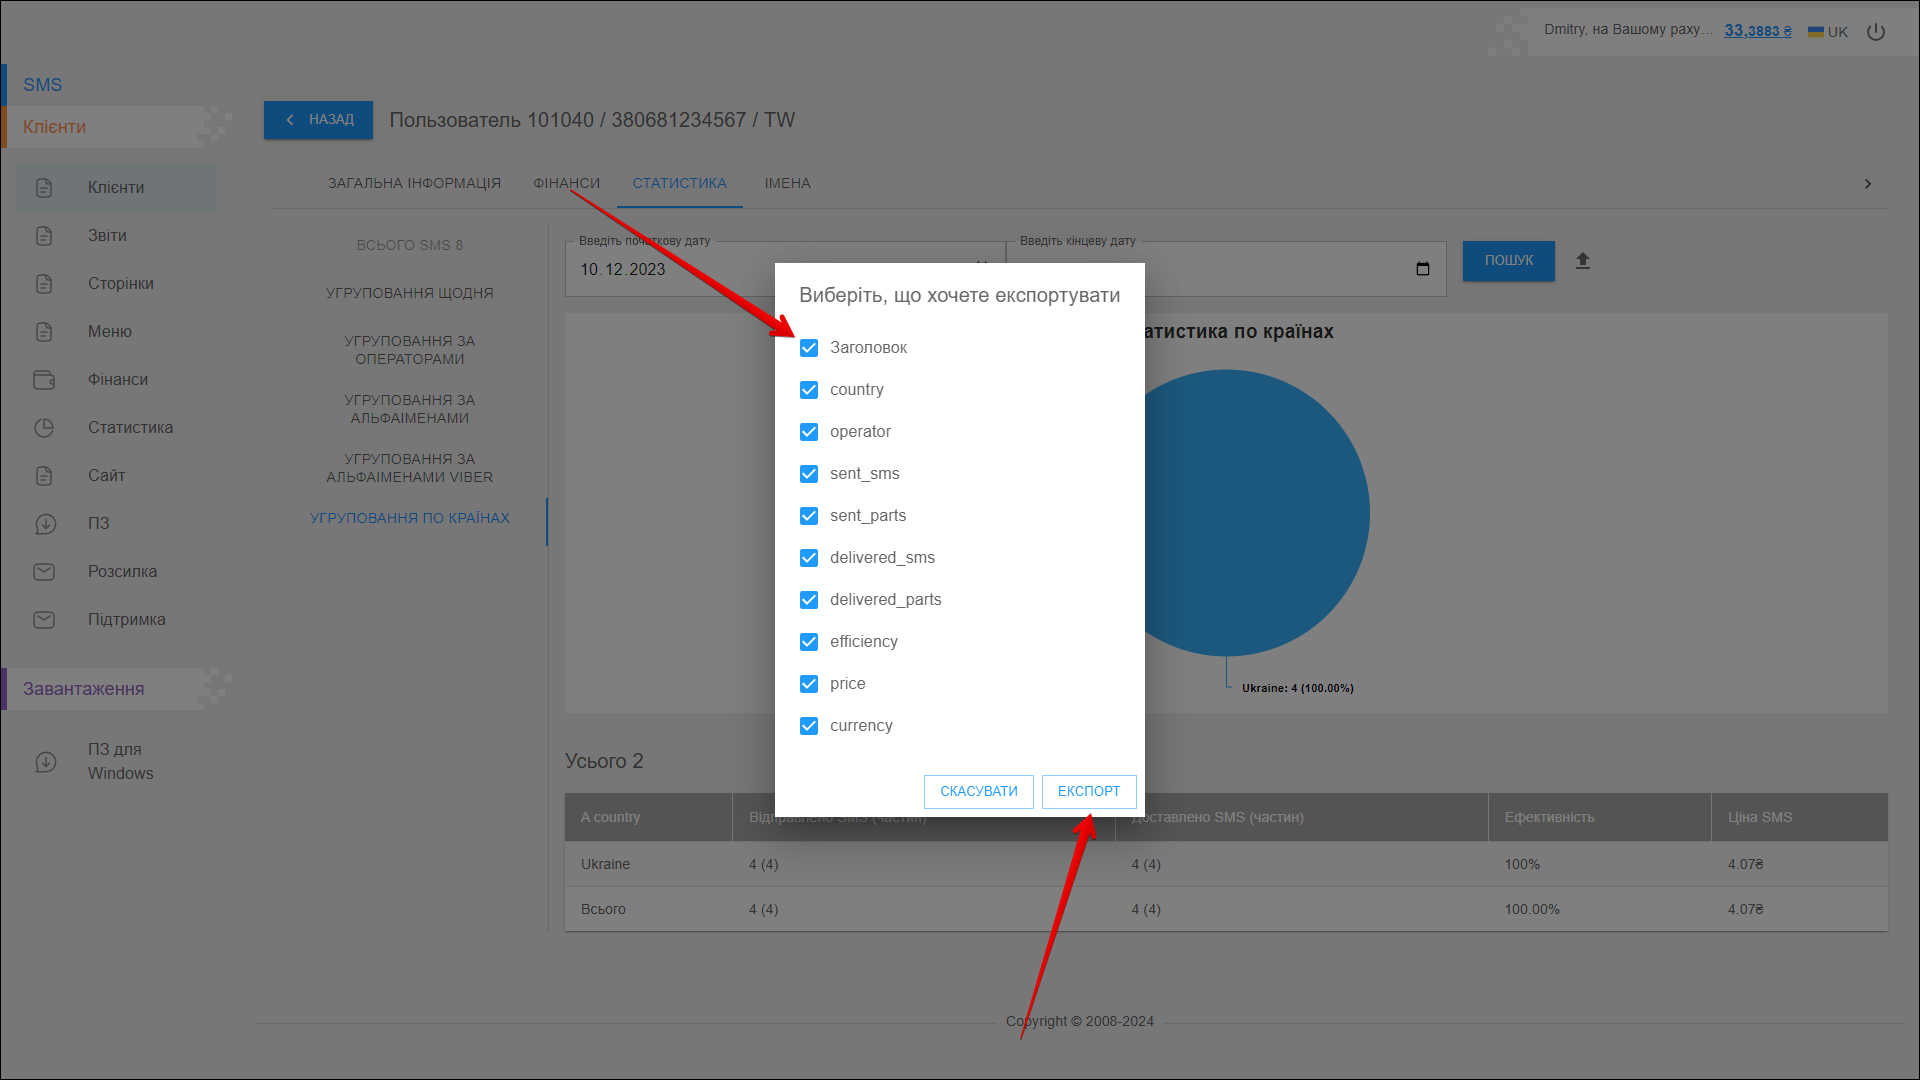 Dmitry, на Вашому раху... 33,3883 ₴ UK
SMS
Клієнти
Клієнти
Звіти
Сторінки
Меню
Фінанси
Статистика
Сайт
ПЗ
Розсилка
Підтримка
Завантаження
ПЗ для
Windows
НАЗАД
Пользователь 101040 / 380681234567 / TW
ЗАГАЛЬНА ІНФОРМАЦІЯ
ФІНАНСИ
СТАТИСТИКА
ІМЕНА
ВСЬОГО SMS 8
УГРУПОВАННЯ ЩОДНЯ
УГРУПОВАННЯ ЗА
ОПЕРАТОРАМИ
УГРУПОВАННЯ ЗА
АЛЬФАІМЕНАМИ
УГРУПОВАННЯ ЗА
АЛЬФАІМЕНАМИ VIBER
УГРУПОВАННЯ ПО КРАЇНАХ
Введіть початкову дату
10.12.2023
Введіть кінцеву дату
ПОШУК
атистика по країнах
Ukraine: 4 (100.00%)
Виберіть, що хочете експортувати
Заголовок
country
operator
sent_sms
sent_parts
delivered_sms
delivered_parts
efficiency
price
currency
СКАСУВАТИ
ЕКСПОРТ
Усього 2
A country Відправлено SMS (частин) Доставлено SMS (частин) Ефективність Ціна SMS
Ukraine 4 (4) 4 (4) 100% 4.07₴
Всього 4 (4) 4 (4) 100.00% 4.07₴
Copyright © 2008-2024